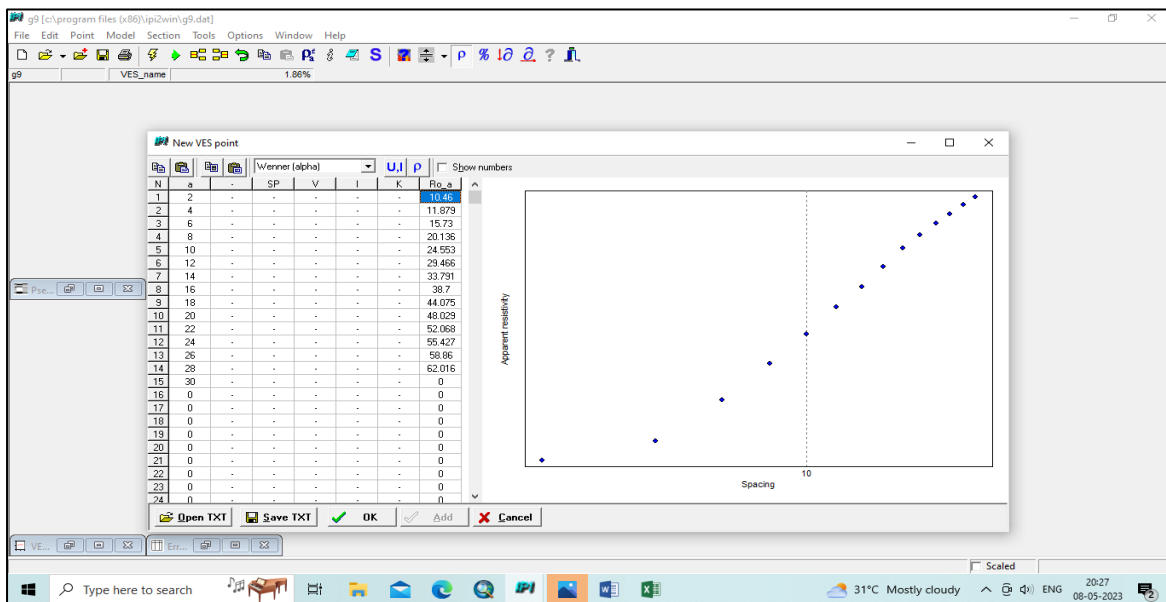 g9 [c:\program files (x86)\ipi2win\g9.dat]
File Edit Point Model Section Tools Options Window Help
g9 VES_name 1.86%
New VES point
Wenner (alpha) U,I ρ Show numbers
N a - SP V I K Ro_a
1 2 - - - - - 10.46
2 4 - - - - - 11.879
3 6 - - - - - 15.73
4 8 - - - - - 20.136
5 10 - - - - - 24.553
6 12 - - - - - 29.466
7 14 - - - - - 33.791
8 16 - - - - - 38.7
9 18 - - - - - 44.075
10 20 - - - - - 48.029
11 22 - - - - - 52.068
12 24 - - - - - 55.427
13 26 - - - - - 58.86
14 28 - - - - - 62.016
15 30 - - - - - 0
16 0 - - - - - 0
17 0 - - - - - 0
18 0 - - - - - 0
19 0 - - - - - 0
20 0 - - - - - 0
21 0 - - - - - 0
22 0 - - - - - 0
23 0 - - - - - 0
24 0 - - - - - 0
Apparent resistivity
10
Spacing
Open TXT Save TXT OK Add Cancel
Pse...
VE... Err...
Scaled
Type here to search
31°C Mostly cloudy ENG 20:27
08-05-2023 2